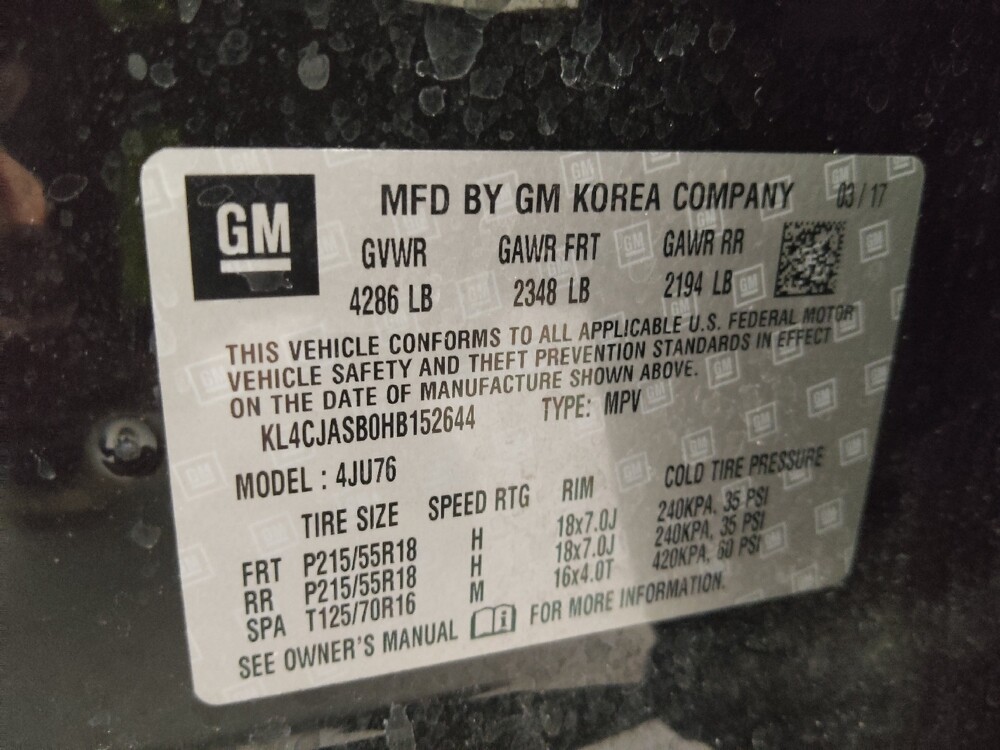 GM
MFD BY GM KOREA COMPANY 03/17
GVWR GAWR FRT GAWR RR
4286 LB 2348 LB 2194 LB
THIS VEHICLE CONFORMS TO ALL APPLICABLE U.S. FEDERAL MOTOR
VEHICLE SAFETY AND THEFT PREVENTION STANDARDS IN EFFECT
ON THE DATE OF MANUFACTURE SHOWN ABOVE.
KL4CJASB0HB152644 TYPE: MPV
MODEL : 4JU76
TIRE SIZE SPEED RTG RIM COLD TIRE PRESSURE
FRT P215/55R18 H 18x7.0J 240KPA, 35 PSI
RR P215/55R18 H 18x7.0J 240KPA, 35 PSI
SPA T125/70R16 M 16x4.0T 420KPA, 60 PSI
SEE OWNER'S MANUAL i FOR MORE INFORMATION.